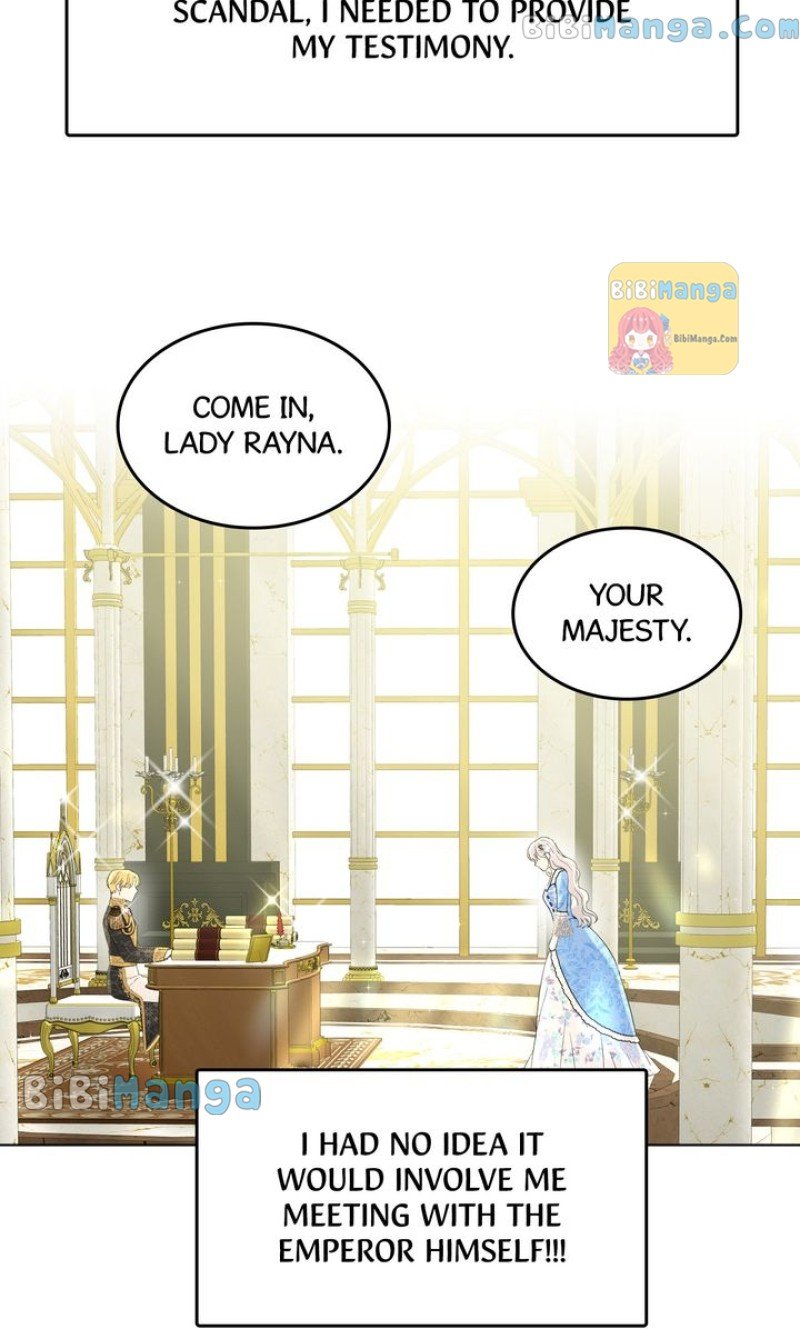 SCANDAL, I NEEDED TO PROVIDE
MY TESTIMONY.
BiBiManga.Com
BiBiManga
BibiManga.Com
COME IN,
LADY RAYNA.
YOUR
MAJESTY.
BiBiManga
I HAD NO IDEA IT
WOULD INVOLVE ME
MEETING WITH THE
EMPEROR HIMSELF!!!